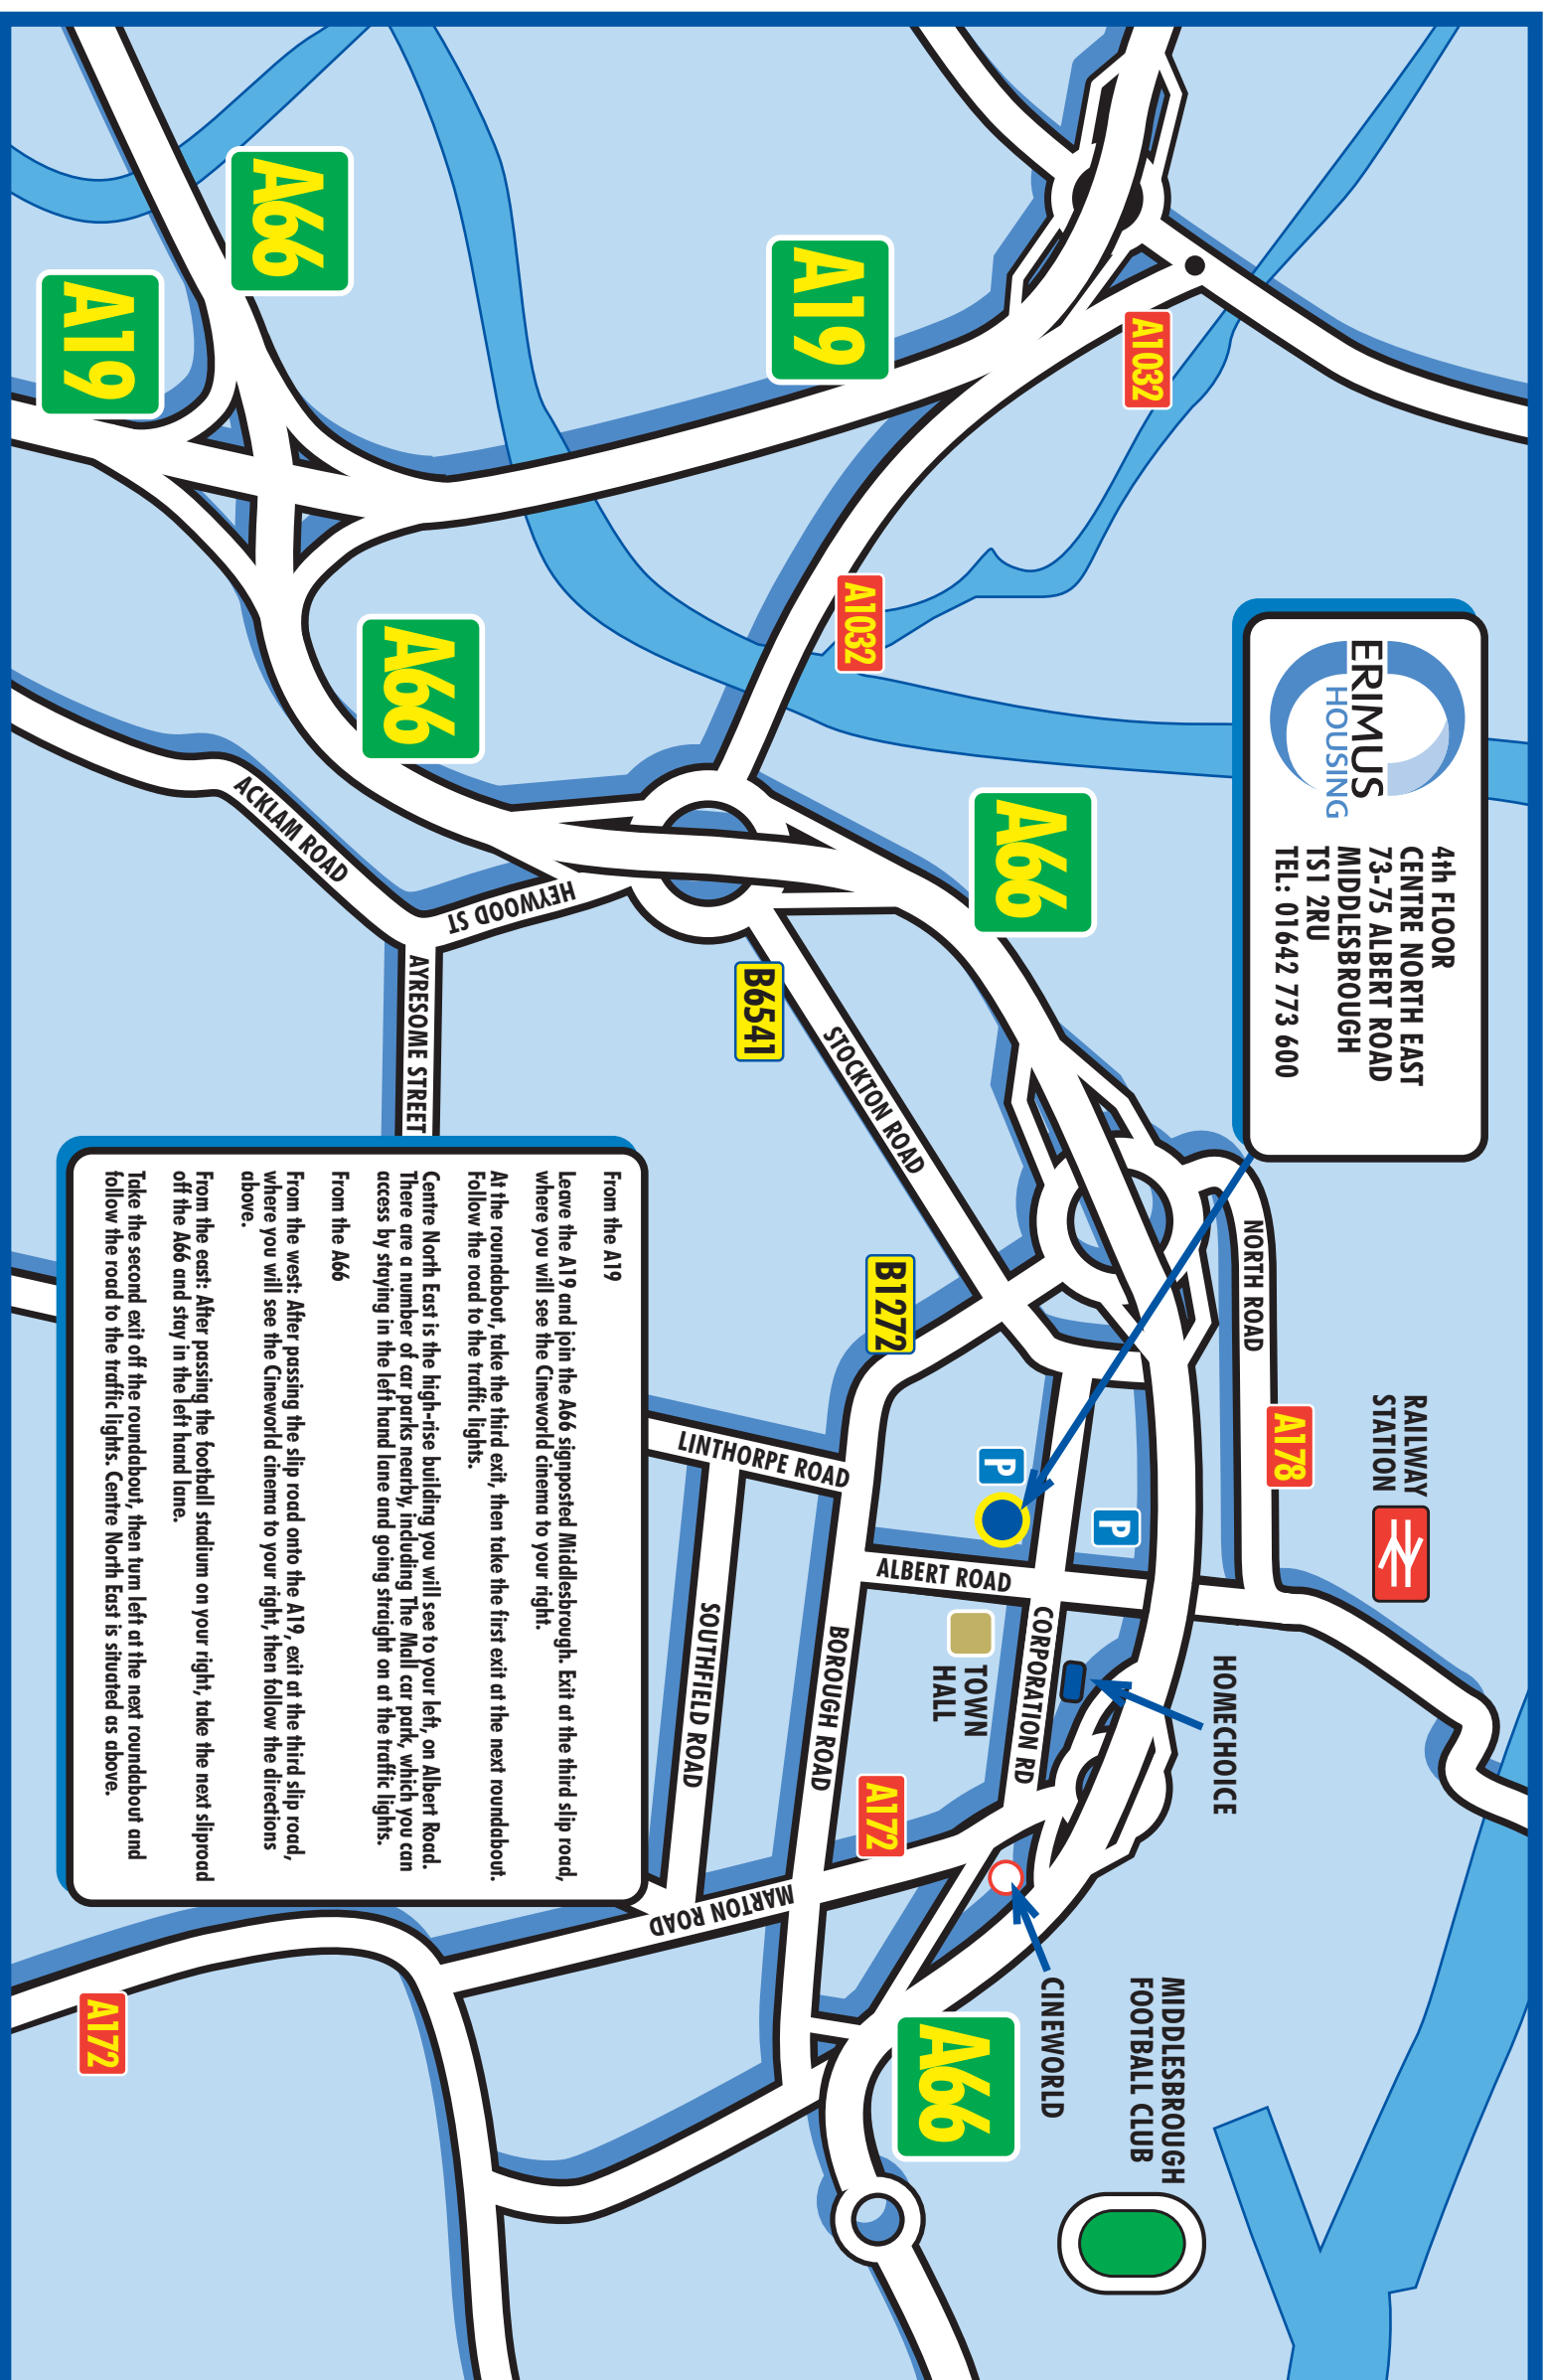 ERIMUS
HOUSING
4th FLOOR
CENTRE NORTH EAST
73-75 ALBERT ROAD
MIDDLESBROUGH
TS1 2RU
TEL: 01642 773 600
A1032
A19
A66
A19
A1032
A66
A66
ACKLAM ROAD
HEYWOOD ST
AYRESOME STREET
B6541
STOCKTON ROAD
NORTH ROAD
A178
RAILWAY
STATION
B1272
P
P
LINTHORPE ROAD
ALBERT ROAD
CORPORATION RD
TOWN
HALL
HOMECHOICE
BOROUGH ROAD
SOUTHFIELD ROAD
A172
MARTON ROAD
CINEWORLD
MIDDLESBROUGH
FOOTBALL CLUB
A66
A172
From the A19
Leave the A19 and join the A66 signposted Middlesbrough. Exit at the third slip road,
where you will see the Cineworld cinema to your right.
At the roundabout, take the third exit, then take the first exit at the next roundabout.
Follow the road to the traffic lights.
Centre North East is the high-rise building you will see to your left, on Albert Road.
There are a number of car parks nearby, including The Mall car park, which you can
access by staying in the left hand lane and going straight on at the traffic lights.
From the A66
From the west: After passing the slip road onto the A19, exit at the third slip road,
where you will see the Cineworld cinema to your right, then follow the directions
above.
From the east: After passing the football stadium on your right, take the next sliproad
off the A66 and stay in the left hand lane.
Take the second exit off the roundabout, then turn left at the next roundabout and
follow the road to the traffic lights. Centre North East is situated as above.